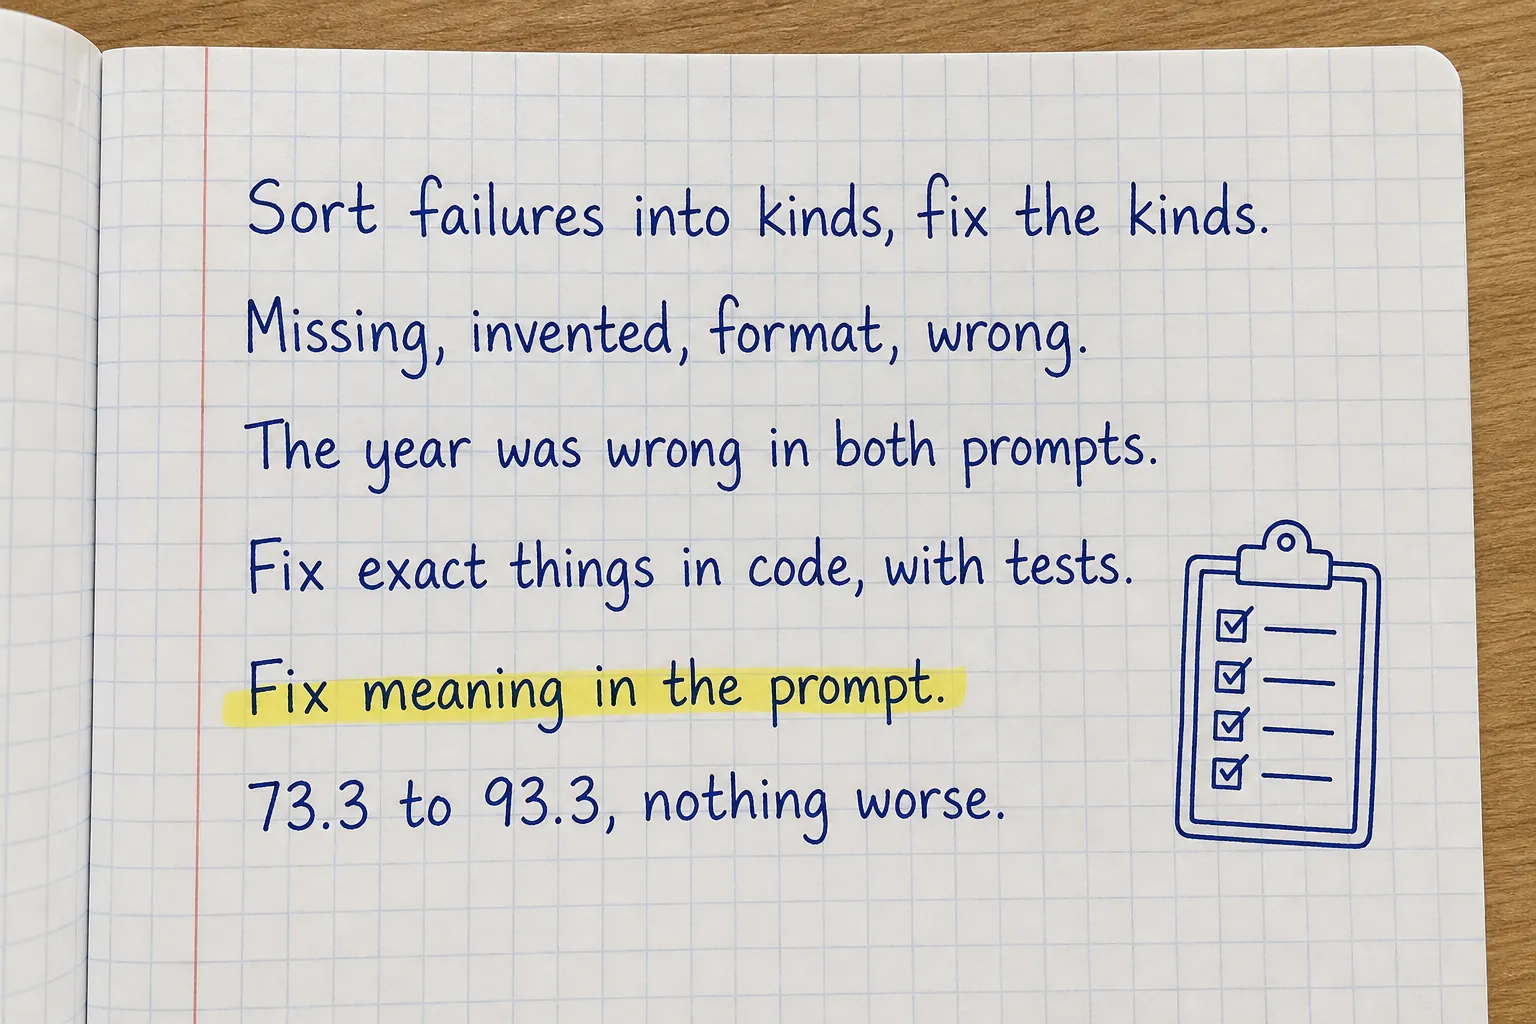 Sort failures into kinds, fix the kinds.
Missing, invented, format, wrong.
The year was wrong in both prompts.
Fix exact things in code, with tests.
Fix meaning in the prompt.
73.3 to 93.3, nothing worse.